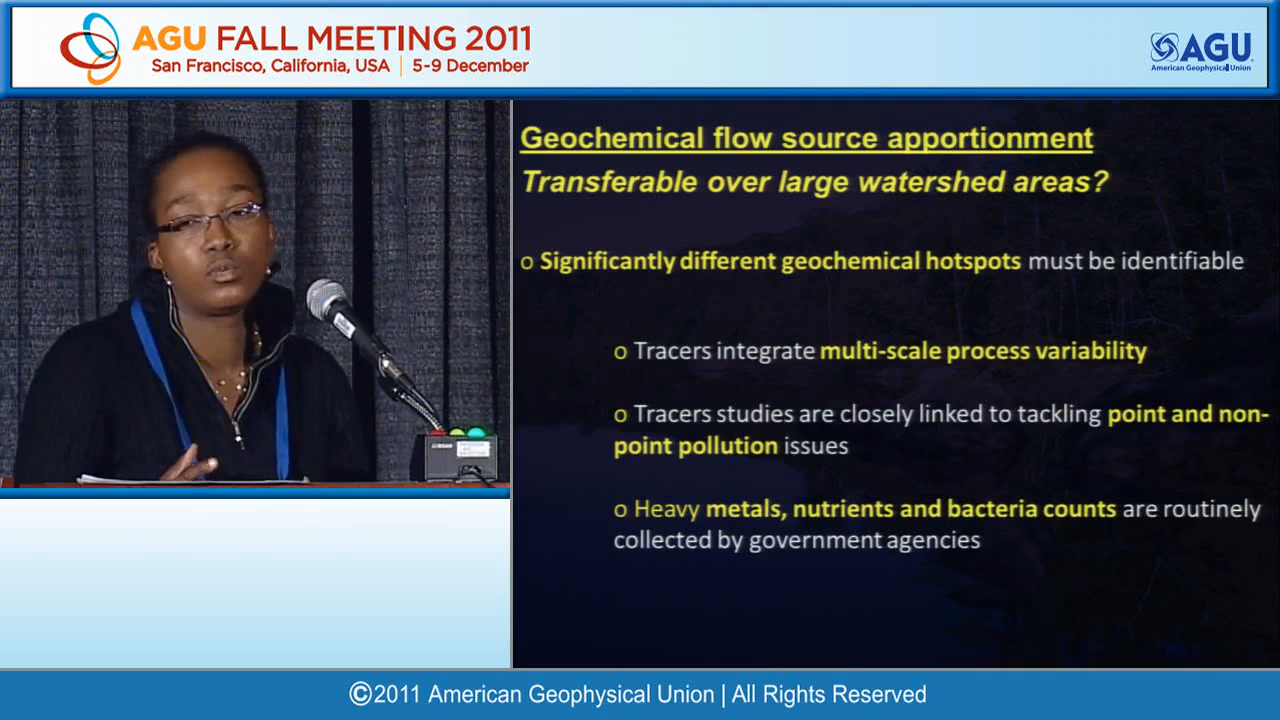 AGU FALL MEETING 2011
San Francisco, California, USA | 5-9 December
AGU
American Geophysical Union
Geochemical flow source apportionment
Transferable over large watershed areas?
o Significantly different geochemical hotspots must be identifiable
o Tracers integrate multi-scale process variability
o Tracers studies are closely linked to tackling point and non-
point pollution issues
o Heavy metals, nutrients and bacteria counts are routinely
collected by government agencies
©2011 American Geophysical Union | All Rights Reserved